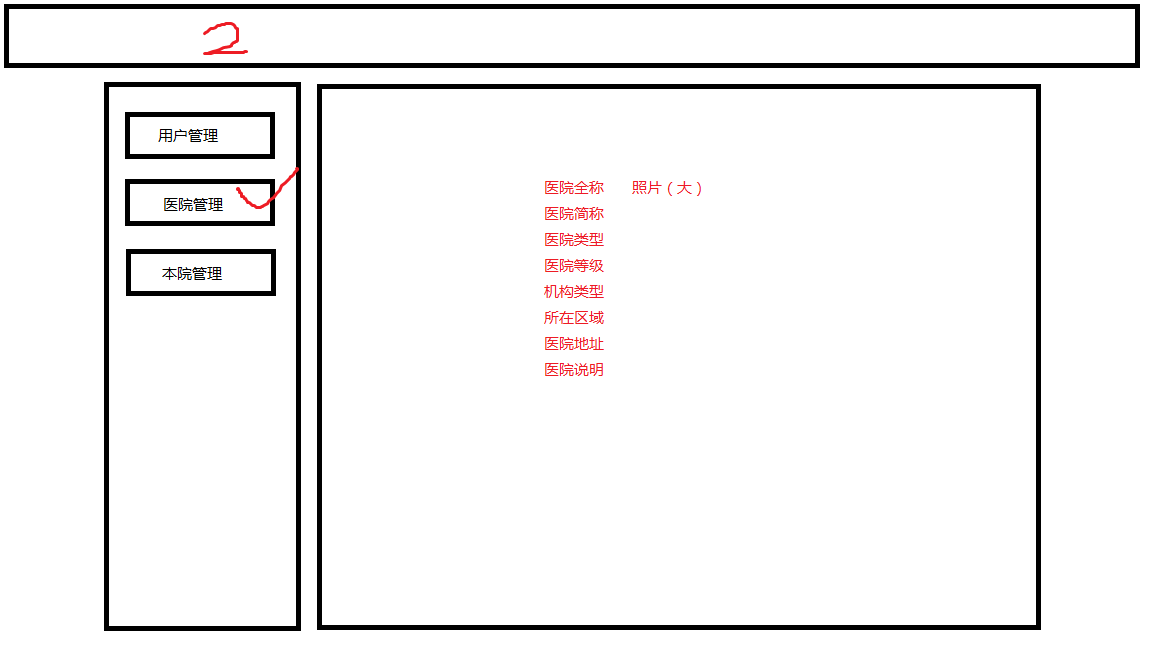 2
用户管理
医院管理
本院管理
医院全称 照片（大）
医院简称
医院类型
医院等级
机构类型
所在区域
医院地址
医院说明